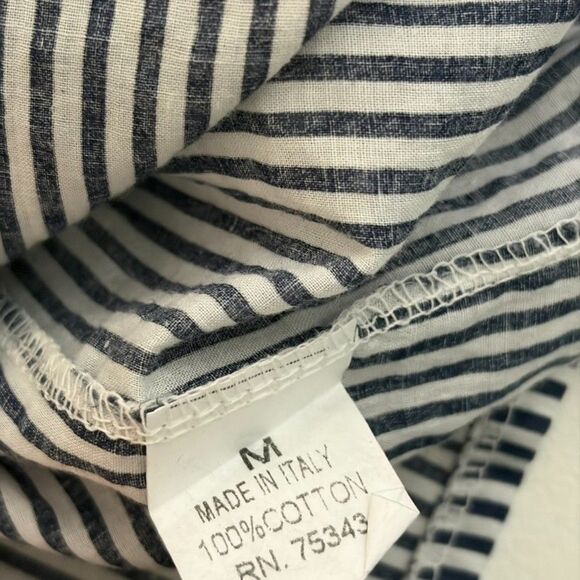 M
MADE IN ITALY
100%COTTON
RN. 75343